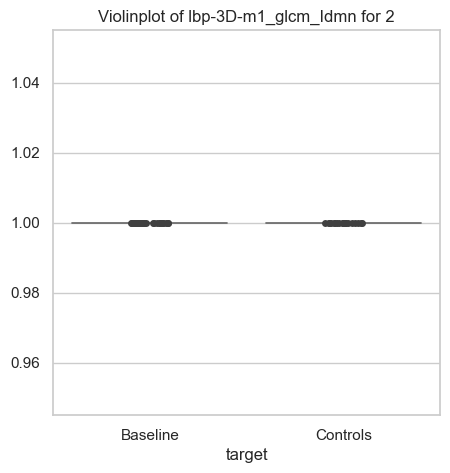 Violinplot of lbp-3D-m1_glcm_Idmn for 2
1.04
1.02
1.00
0.98
0.96
Baseline Controls
target